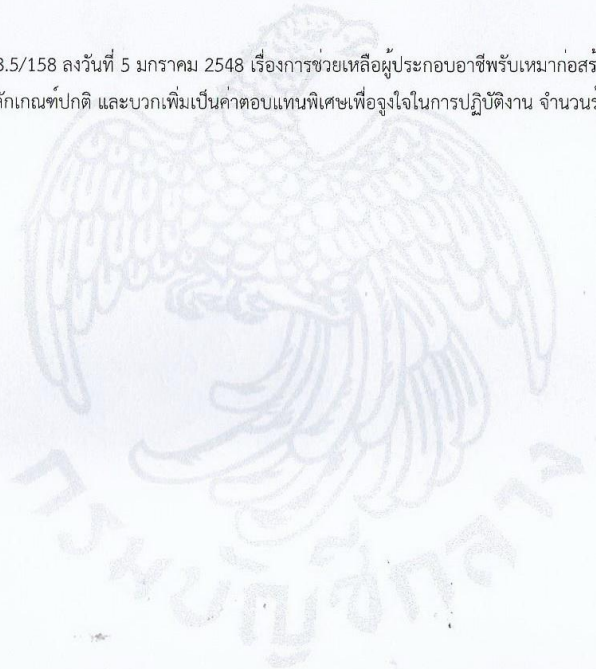 3.5/158 ลงวันที่ 5 มกราคม 2548 เรื่องการช่วยเหลือผู้ประกอบอาชีพรับเหมาก่อสร้
ลักเกณฑ์ปกติ และบวกเพิ่มเป็นค่าตอบแทนพิเศษเพื่อจูงใจในการปฏิบัติงาน จำนวนร้
กรมบัญชีกลาง